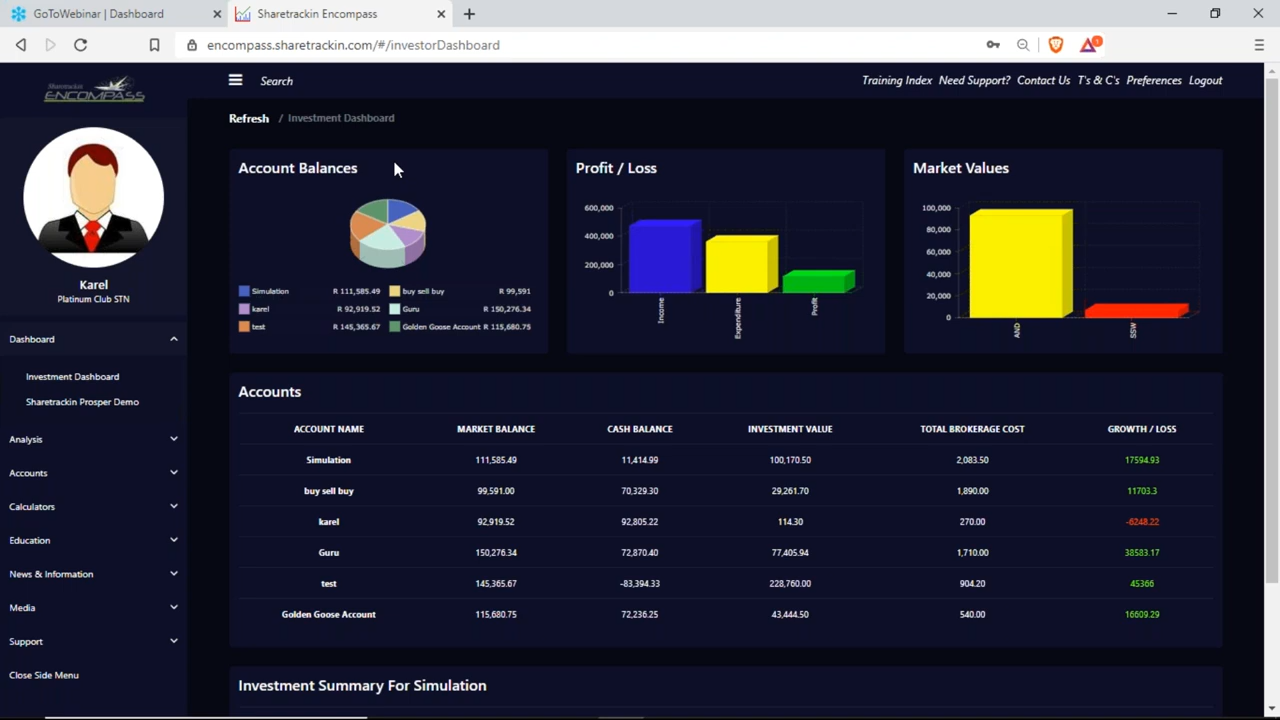 GoToWebinar | Dashboard
Sharetrackin Encompass
encompass.sharetrackin.com/#/investorDashboard
Sharetrackin
ENCOMPASS
Search
Training Index Need Support? Contact Us T's & C's Preferences Logout
Karel
Platinum Club STN
Dashboard
Investment Dashboard
Sharetrackin Prosper Demo
Analysis
Accounts
Calculators
Education
News & Information
Media
Support
Close Side Menu
Refresh / Investment Dashboard
Account Balances
Simulation R 111,585.49 buy sell buy R 99,591
karel R 92,919.52 Guru R 150,276.34
test R 145,365.67 Golden Goose Account R 115,680.75
Profit / Loss
600,000
400,000
200,000
0
Income
Expenditure
Profit
Market Values
100,000
80,000
60,000
40,000
20,000
0
AND
SSW
Accounts
ACCOUNT NAME MARKET BALANCE CASH BALANCE INVESTMENT VALUE TOTAL BROKERAGE COST GROWTH / LOSS
Simulation 111,585.49 11,414.99 100,170.50 2,083.50 17594.93
buy sell buy 99,591.00 70,329.30 29,261.70 1,890.00 11703.3
karel 92,919.52 92,805.22 114.30 270.00 -6248.22
Guru 150,276.34 72,870.40 77,405.94 1,710.00 38583.17
test 145,365.67 -83,394.33 228,760.00 904.20 45366
Golden Goose Account 115,680.75 72,236.25 43,444.50 540.00 16609.29
Investment Summary For Simulation